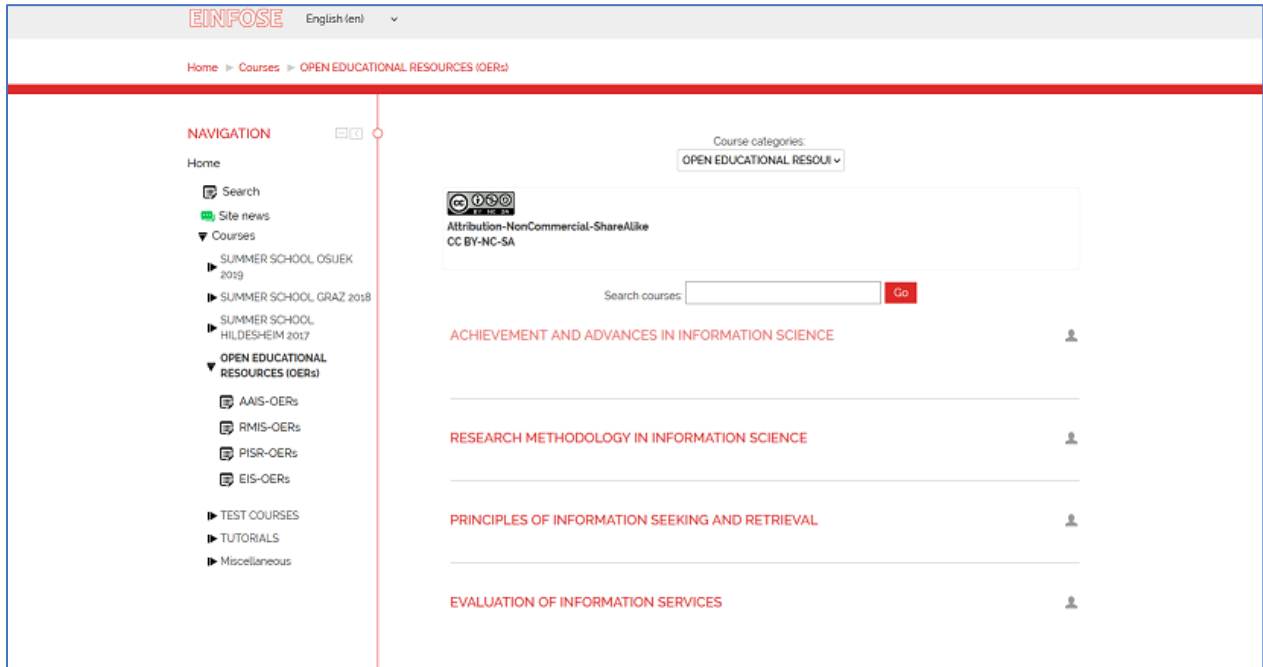 EINFOSE English (en)
Home Courses OPEN EDUCATIONAL RESOURCES (OERs)
NAVIGATION
Home
Search
Site news
Courses
SUMMER SCHOOL OSIJEK
2019
SUMMER SCHOOL GRAZ 2018
SUMMER SCHOOL
HILDESHEIM 2017
OPEN EDUCATIONAL
RESOURCES (OERs)
AAIS-OERs
RMIS-OERs
PISR-OERs
EIS-OERs
TEST COURSES
TUTORIALS
Miscellaneous
Course categories:
OPEN EDUCATIONAL RESOUI
cc
BY NC SA
Attribution-NonCommercial-ShareAlike
CC BY-NC-SA
Search courses: Go
ACHIEVEMENT AND ADVANCES IN INFORMATION SCIENCE
RESEARCH METHODOLOGY IN INFORMATION SCIENCE
PRINCIPLES OF INFORMATION SEEKING AND RETRIEVAL
EVALUATION OF INFORMATION SERVICES